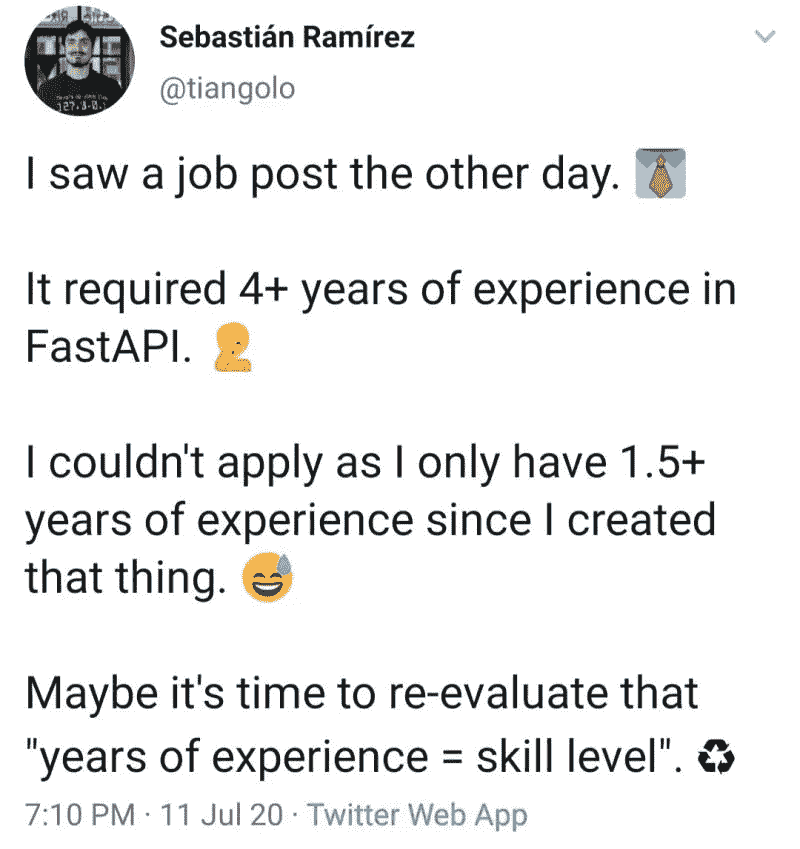 Sebastián Ramírez
@tiangolo
I saw a job post the other day. 👔
It required 4+ years of experience in
FastAPI. 🤦
I couldn't apply as I only have 1.5+
years of experience since I created
that thing. 😅
Maybe it's time to re-evaluate that
"years of experience = skill level". ♻
7:10 PM · 11 Jul 20 · Twitter Web App